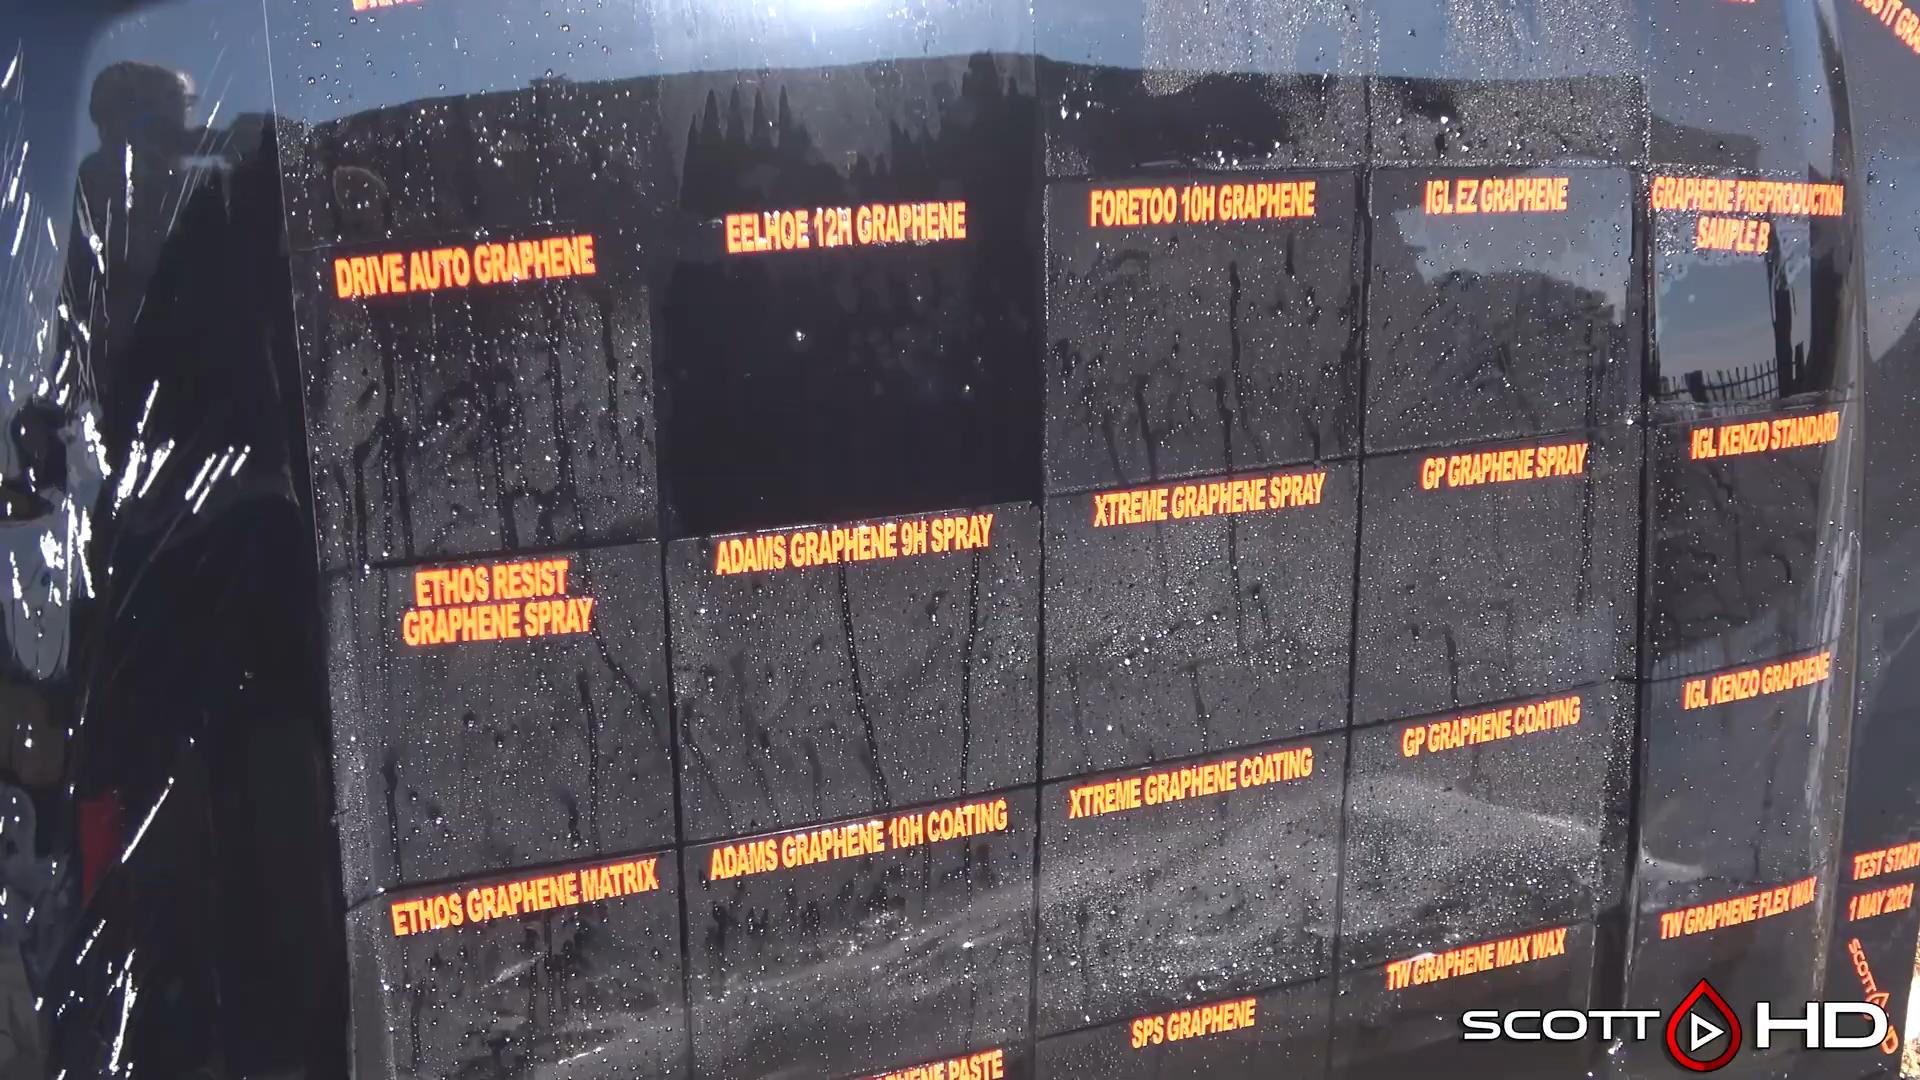 DRIVE AUTO GRAPHENE
EELHOE 12H GRAPHENE
FORETOO 10H GRAPHENE
IGL EZ GRAPHENE
GRAPHENE PREPRODUCTION
SAMPLE B
ETHOS RESIST
GRAPHENE SPRAY
ADAMS GRAPHENE 9H SPRAY
XTREME GRAPHENE SPRAY
GP GRAPHENE SPRAY
IGL KENZO STANDARD
ETHOS GRAPHENE MATRIX
ADAMS GRAPHENE 10H COATING
XTREME GRAPHENE COATING
GP GRAPHENE COATING
IGL KENZO GRAPHENE
SPS GRAPHENE
TW GRAPHENE MAX WAX
TW GRAPHENE FLEX WAX
TEST START
1 MAY 2021
PASTE
SCOTT HD
SCOTT HD